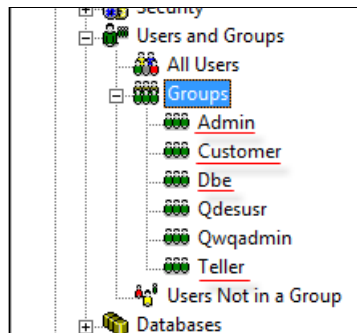 Security
Users and Groups
All Users
Groups
Admin
Customer
Dbe
Qdesusr
Qwqadmin
Teller
Users Not in a Group
Databases